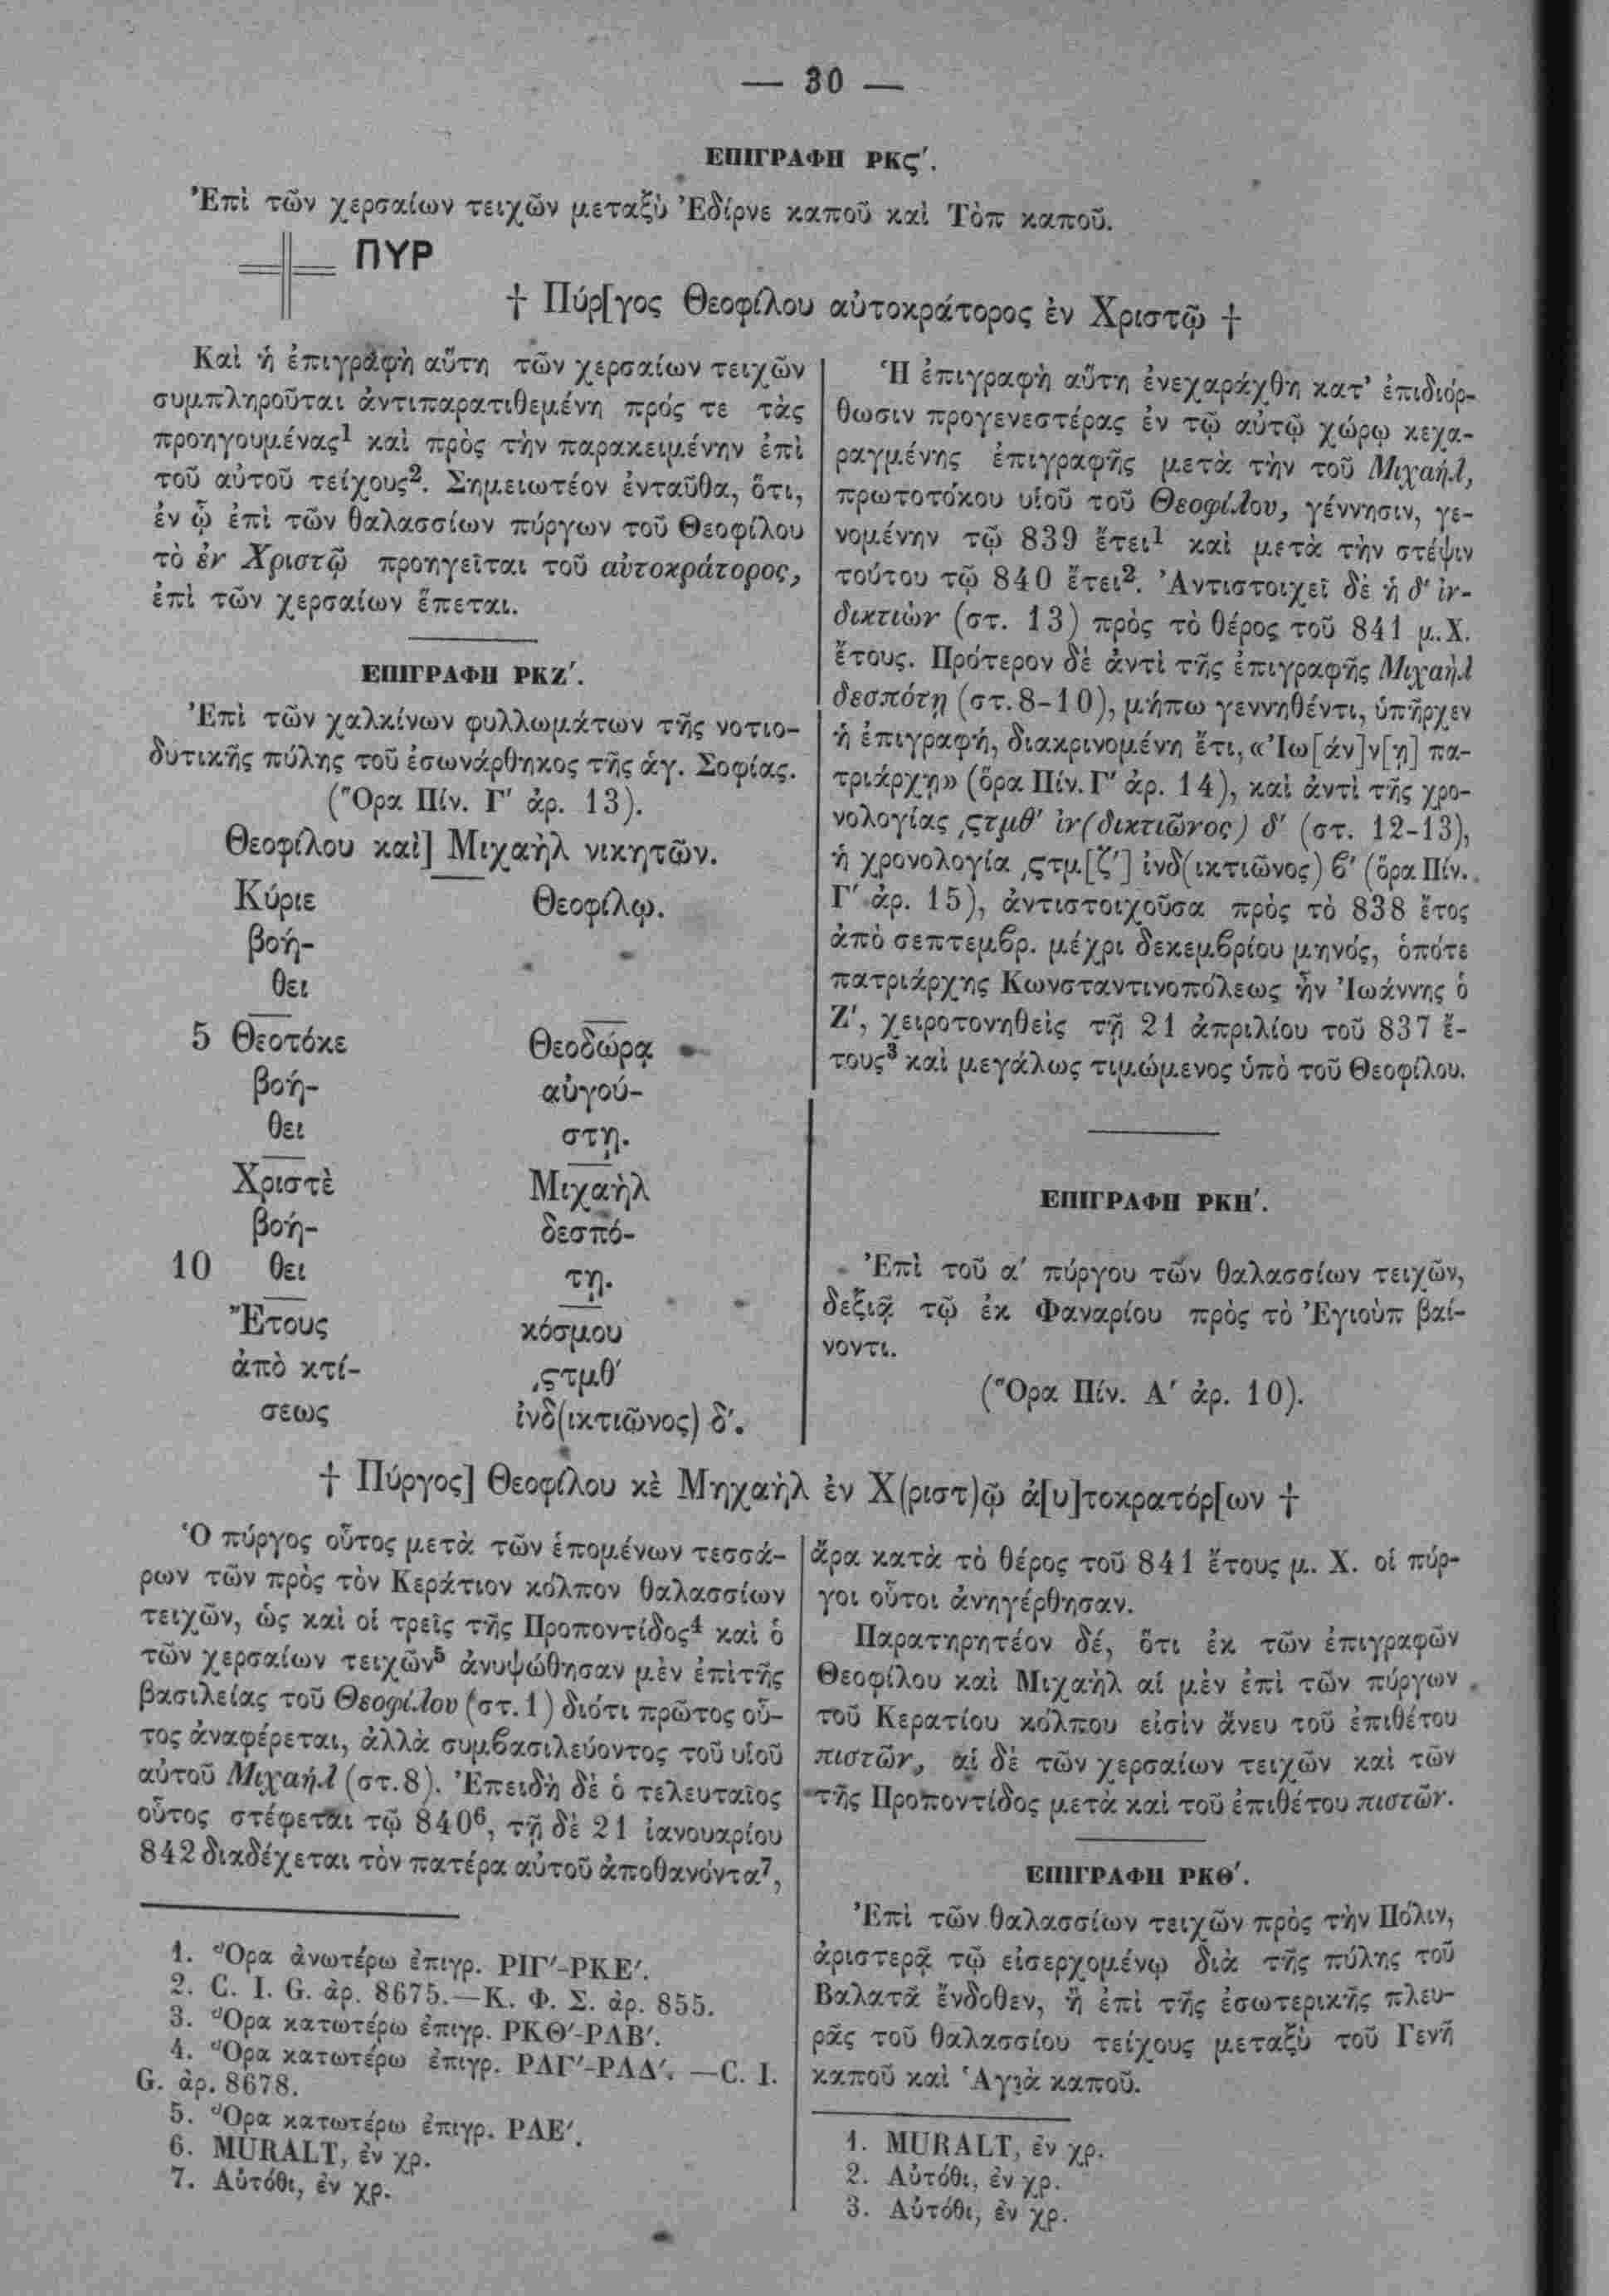 — 30 —
ΕΠΙΓΡΑΦΗ ΡΚϚ΄.
Ἐπὶ τῶν χερσαίων τειχῶν μεταξὺ Ἐδίρνε καποῦ καὶ Τὸπ καποῦ.
ΠΥΡ
† Πύρ[γος Θεοφίλου αὐτοκράτορος ἐν Χριστῷ †
Καὶ ἡ ἐπιγραφὴ αὕτη τῶν χερσαίων τειχῶν
συμπληροῦται ἀντιπαρατιθεμένη πρός τε τὰς
προηγουμένας¹ καὶ πρὸς τὴν παρακειμένην ἐπὶ
τοῦ αὐτοῦ τείχους². Σημειωτέον ἐνταῦθα, ὅτι,
ἐν ᾧ ἐπὶ τῶν θαλασσίων πύργων τοῦ Θεοφίλου
τὸ ἐν Χριστῷ προηγεῖται τοῦ αὐτοκράτορος,
ἐπὶ τῶν χερσαίων ἕπεται.
ΕΠΙΓΡΑΦΗ ΡΚΖ΄.
Ἐπὶ τῶν χαλκίνων φυλλωμάτων τῆς νοτιο-
δυτικῆς πύλης τοῦ ἐσωνάρθηκος τῆς ἁγ. Σοφίας.
(Ὅρα Πίν. Γ΄ ἀρ. 13).
Θεοφίλου καὶ] Μιχαὴλ νικητῶν.
Κύριε Θεοφίλῳ.
βοή-
θει
5 Θεοτόκε Θεοδώρᾳ
βοή- αὐγού-
θει στῃ.
Χριστὲ Μιχαὴλ
βοή- δεσπό-
10 θει τῃ.
Ἔτους κόσμου
ἀπὸ κτί- ͵ϛτμθ΄
σεως ἰνδ(ικτιῶνος) δ΄.
Ἡ ἐπιγραφὴ αὕτη ἐνεχαράχθη κατ' ἐπιδιόρ-
θωσιν προγενεστέρας ἐν τῷ αὐτῷ χώρῳ κεχα-
ραγμένης ἐπιγραφῆς μετὰ τὴν τοῦ Μιχαήλ,
πρωτοτόκου υἱοῦ τοῦ Θεοφίλου, γέννησιν, γε-
νομένην τῷ 839 ἔτει¹ καὶ μετὰ τὴν στέψιν
τούτου τῷ 840 ἔτει². Ἀντιστοιχεῖ δὲ ἡ δ΄ ἰν-
δικτιὼν (στ. 13) πρὸς τὸ θέρος τοῦ 841 μ. Χ.
ἔτους. Πρότερον δὲ ἀντὶ τῆς ἐπιγραφῆς Μιχαὴλ
δεσπότῃ (στ. 8-10), μήπω γεννηθέντι, ὑπῆρχεν
ἡ ἐπιγραφή, διακρινομένη ἔτι, «Ἰω[άν]ν[ῃ] πα-
τριάρχῃ» (ὅρα Πίν. Γ΄ ἀρ. 14), καὶ ἀντὶ τῆς χρο-
νολογίας ͵ϛτμθ΄ ἰν(δικτιῶνος) δ΄ (στ. 12-13),
ἡ χρονολογία ͵ϛτμ[ζ΄] ἰνδ(ικτιῶνος) ϐ΄ (ὅρα Πίν.
Γ΄ ἀρ. 15), ἀντιστοιχοῦσα πρὸς τὸ 838 ἔτος
ἀπὸ σεπτεμϐρ. μέχρι δεκεμϐρίου μηνός, ὁπότε
πατριάρχης Κωνσταντινοπόλεως ἦν Ἰωάννης ὁ
Ζ΄, χειροτονηθεὶς τῇ 21 ἀπριλίου τοῦ 837 ἔ-
τους³ καὶ μεγάλως τιμώμενος ὑπὸ τοῦ Θεοφίλου.
ΕΠΙΓΡΑΦΗ ΡΚΗ΄.
Ἐπὶ τοῦ α΄ πύργου τῶν θαλασσίων τειχῶν,
δεξιᾷ τῷ ἐκ Φαναρίου πρὸς τὸ Ἐγιοὺπ βαί-
νοντι.
(Ὅρα Πίν. Α΄ ἀρ. 10).
† Πύργος] Θεοφίλου κὲ Μηχαὴλ ἐν Χ(ριστ)ῷ ἀ[υ]τοκρατόρ[ων †
Ὁ πύργος οὗτος μετὰ τῶν ἑπομένων τεσσά-
ρων τῶν πρὸς τὸν Κεράτιον κόλπον θαλασσίων
τειχῶν, ὡς καὶ οἱ τρεῖς τῆς Προποντίδος⁴ καὶ ὁ
τῶν χερσαίων τειχῶν⁵ ἀνυψώθησαν μὲν ἐπὶ τῆς
βασιλείας τοῦ Θεοφίλου (στ. 1) διότι πρῶτος οὗ-
τος ἀναφέρεται, ἀλλὰ συμϐασιλεύοντος τοῦ υἱοῦ
αὐτοῦ Μιχαήλ (στ. 8). Ἐπειδὴ δὲ ὁ τελευταῖος
οὗτος στέφεται τῷ 840⁶, τῇ δὲ 21 ἰανουαρίου
842 διαδέχεται τὸν πατέρα αὐτοῦ ἀποθανόντα⁷,
1. Ὅρα ἀνωτέρω ἐπιγρ. ΡΙΓ΄-ΡΚΕ΄.
2. C. I. G. ἀρ. 8675.—Κ. Φ. Σ. ἀρ. 855.
3. Ὅρα κατωτέρω ἐπιγρ. ΡΚΘ΄-ΡΛΒ΄.
4. Ὅρα κατωτέρω ἐπιγρ. ΡΛΓ΄-ΡΛΔ΄. —C. I.
G. ἀρ. 8678.
5. Ὅρα κατωτέρω ἐπιγρ. ΡΛΕ΄.
6. MURALT, ἐν χρ.
7. Αὐτόθι, ἐν χρ.
ἄρα κατὰ τὸ θέρος τοῦ 841 ἔτους μ. Χ. οἱ πύρ-
γοι οὗτοι ἀνηγέρθησαν.
Παρατηρητέον δέ, ὅτι ἐκ τῶν ἐπιγραφῶν
Θεοφίλου καὶ Μιχαὴλ αἱ μὲν ἐπὶ τῶν πύργων
τοῦ Κερατίου κόλπου εἰσὶν ἄνευ τοῦ ἐπιθέτου
πιστῶν, αἱ δὲ τῶν χερσαίων τειχῶν καὶ τῶν
τῆς Προποντίδος μετὰ καὶ τοῦ ἐπιθέτου πιστῶν.
ΕΠΙΓΡΑΦΗ ΡΚΘ΄.
Ἐπὶ τῶν θαλασσίων τειχῶν πρὸς τὴν Πόλιν,
ἀριστερᾷ τῷ εἰσερχομένῳ διὰ τῆς πύλης τοῦ
Βαλατᾶ ἔνδοθεν, ἢ ἐπὶ τῆς ἐσωτερικῆς πλευ-
ρᾶς τοῦ θαλασσίου τείχους μεταξὺ τοῦ Γενῆ
καποῦ καὶ Ἁγιὰ καποῦ.
1. MURALT, ἐν χρ.
2. Αὐτόθι, ἐν χρ.
3. Αὐτόθι, ἐν χρ.